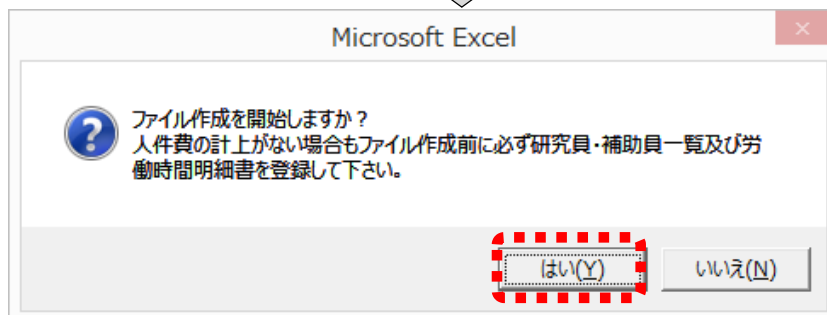 Microsoft Excel
ファイル作成を開始しますか？
人件費の計上がない場合もファイル作成前に必ず研究員・補助員一覧及び労
働時間明細書を登録して下さい。
はい(Y)
いいえ(N)